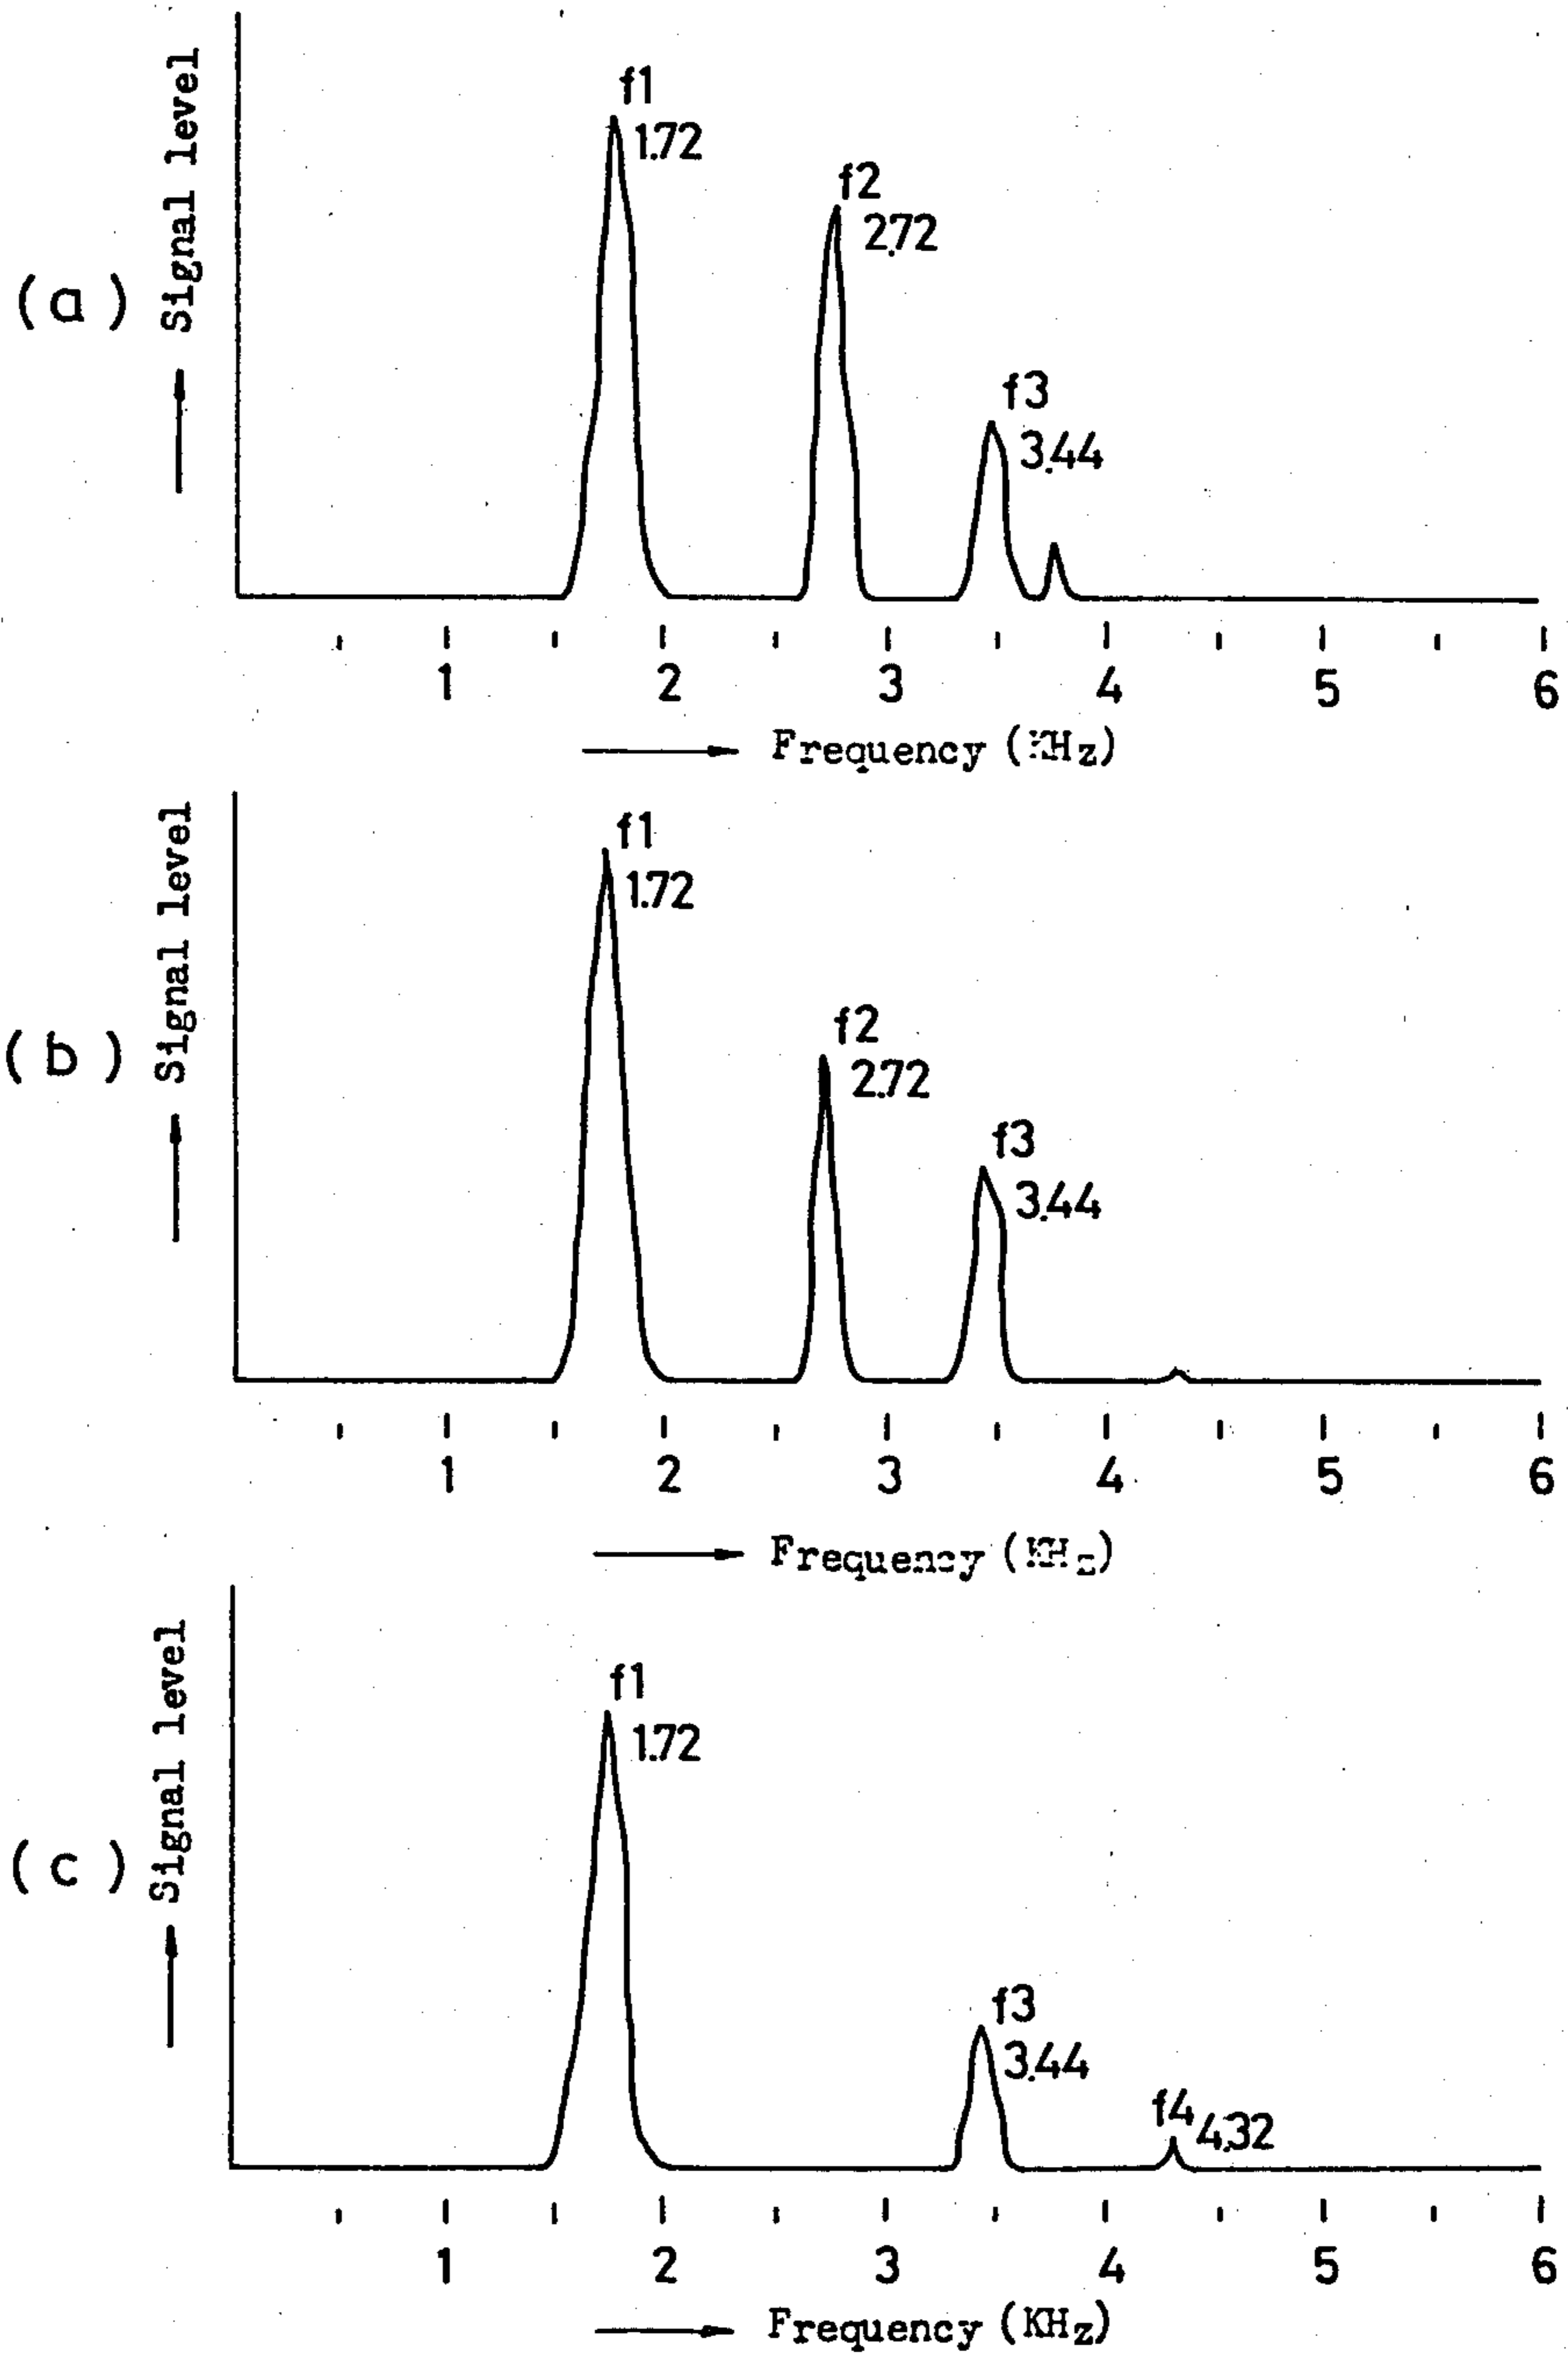 (a)
Signal level
f1
1.72
f2
2.72
f3
3.44
1 2 3 4 5 6
Frequency (KHz)
(b)
Signal level
f1
1.72
f2
2.72
f3
3.44
1 2 3 4 5 6
Frequency (KHz)
(c)
Signal level
f1
1.72
f3
3.44
f4 4.32
1 2 3 4 5 6
Frequency (KHz)